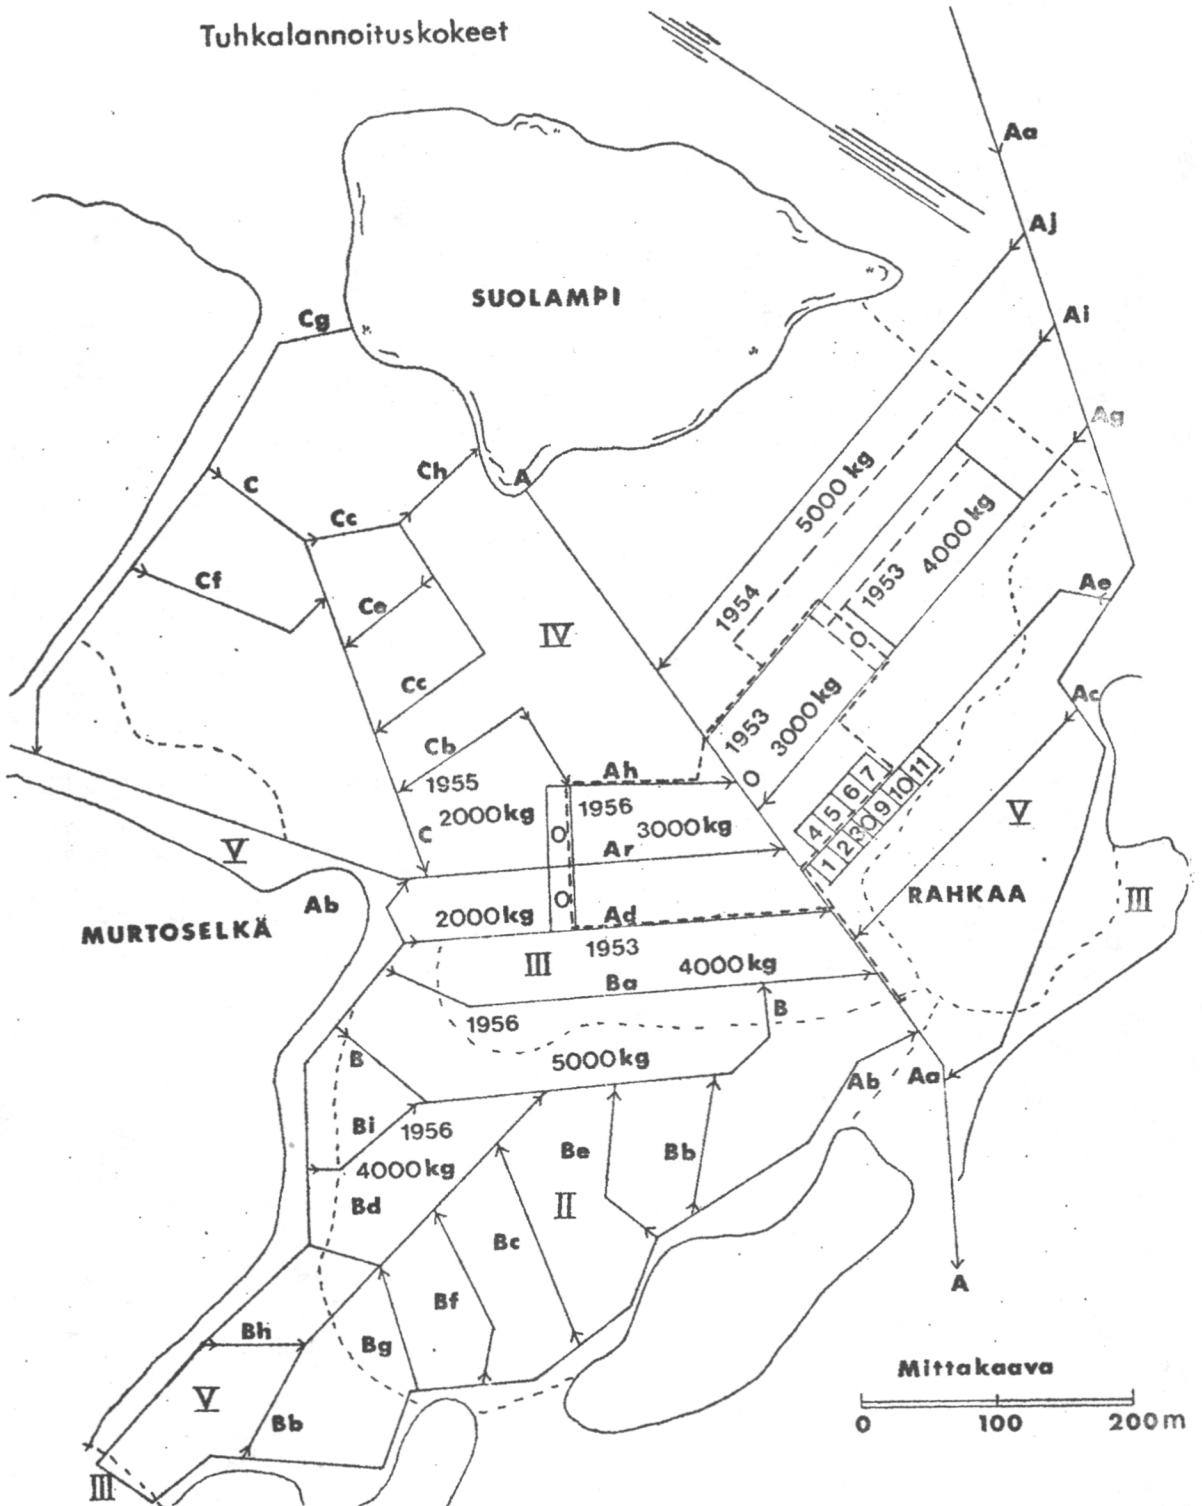 Tuhkalannoituskokeet
Aa
Aj
SUOLAMPI
Cg
Ai
Ag
Ch
A
C
Cc
5000 kg
4000 kg
Cf
Ce
1954
1953
Ae
IV
O
Cc
Ac
1953
3000 kg
Cb
1955
2000 kg
Ah
1956
3000 kg
O
4 5 6 7
1 2 3 0 9 10 11
V
C
O
Ar
V
Ab
MURTOSELKÄ
2000 kg
O
Ad
RAHKAA
III
1953
III
4000 kg
Ba
1956
B
B
5000 kg
Ab
Aa
Bi
1956
4000 kg
Be
Bb
Bd
II
Bc
A
Bf
Bh
Bg
Mittakaava
V
Bb
0 100 200 m
III